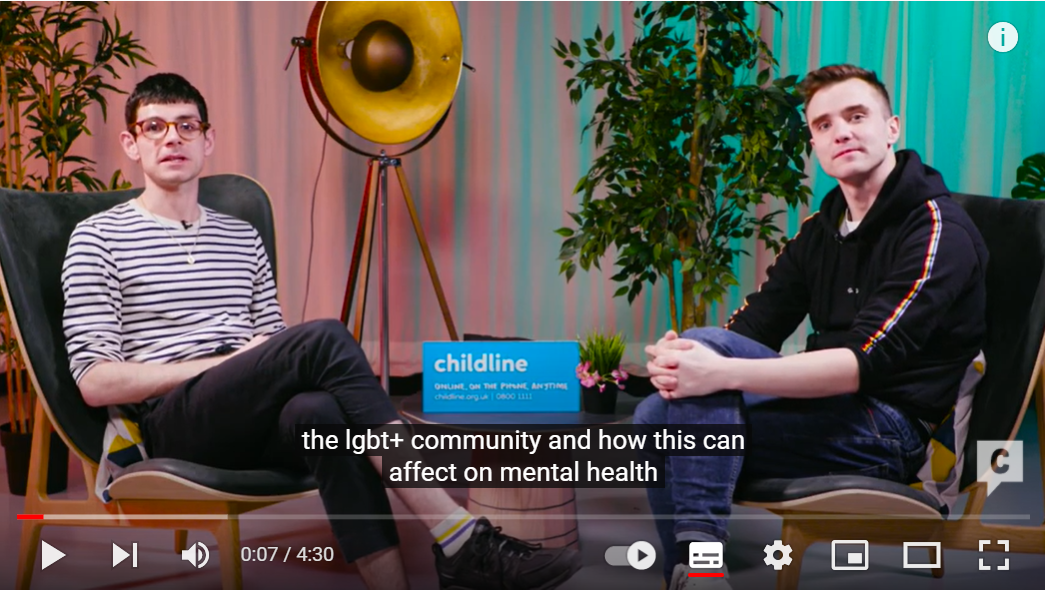 childline
ONLINE, ON THE PHONE, ANYTIME
childline.org.uk | 0800 1111
the lgbt+ community and how this can
affect on mental health
C
0:07 / 4:30